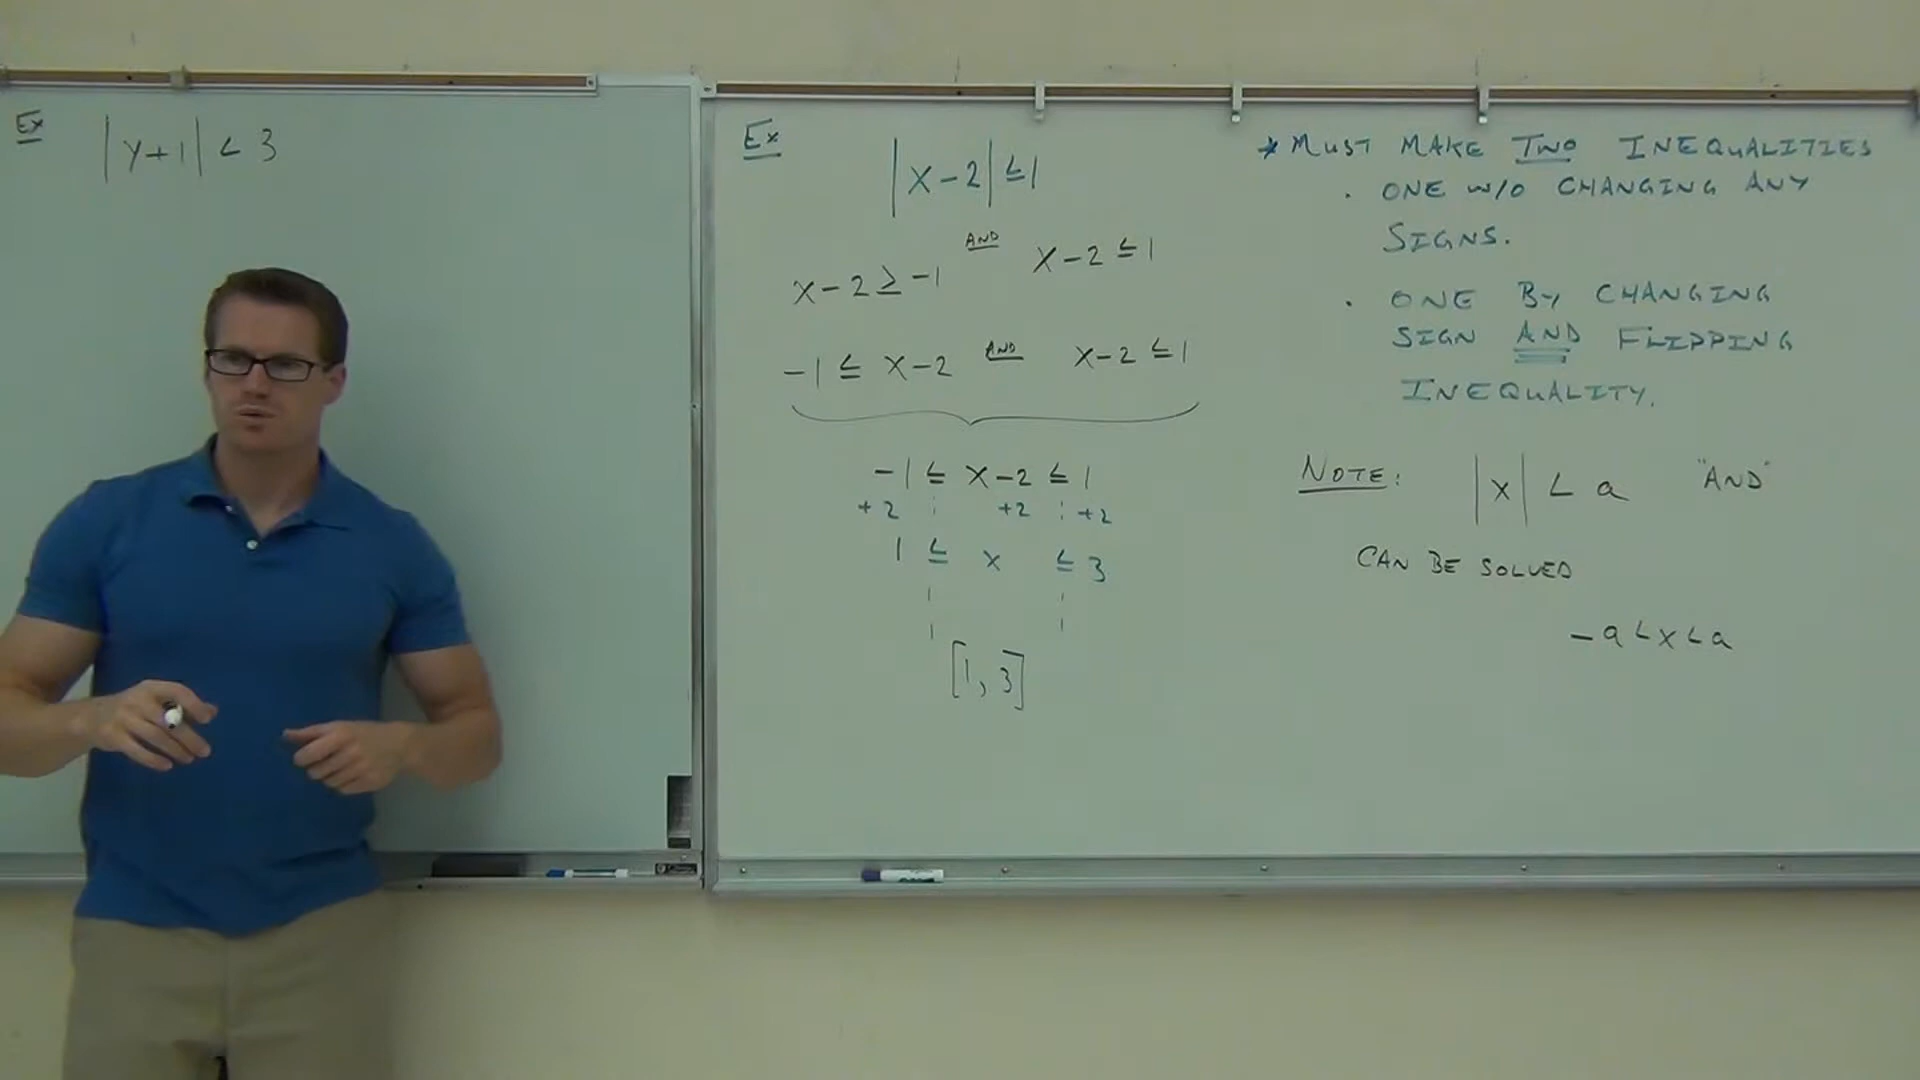 Ex |y+1| < 3
Ex
|x-2| ≤ 1
AND
x-2 ≥ -1 x-2 ≤ 1
-1 ≤ x-2 AND x-2 ≤ 1
-1 ≤ x-2 ≤ 1
+2 +2 +2
1 ≤ x ≤ 3
[1, 3]
* MUST MAKE TWO INEQUALITIES
· ONE W/O CHANGING ANY
SIGNS.
· ONE BY CHANGING
SIGN AND FLIPPING
INEQUALITY.
NOTE: |x| < a "AND"
CAN BE SOLVED
-a < x < a